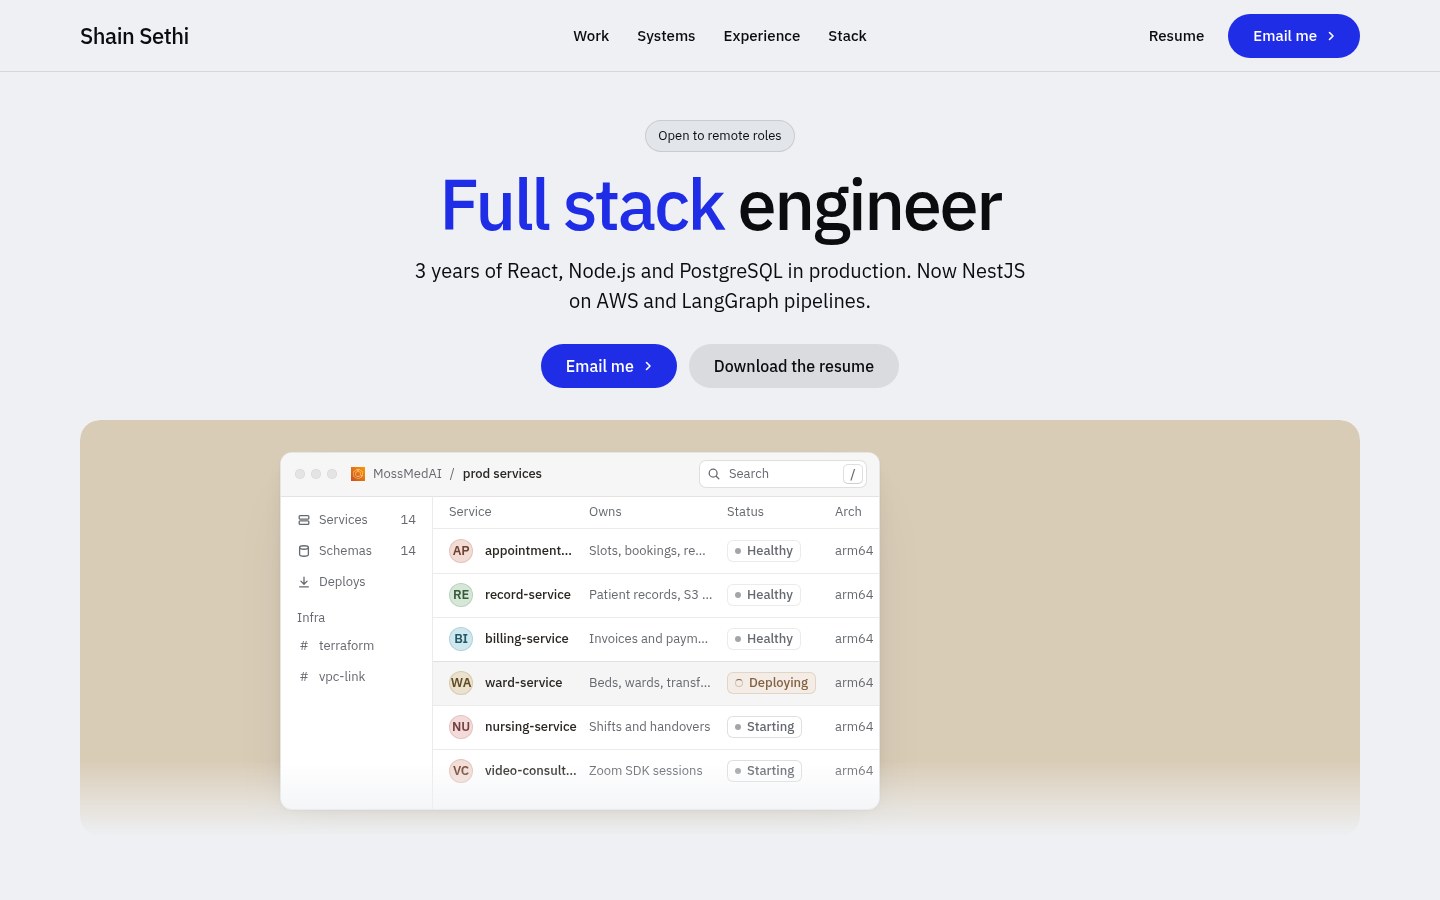 Shain Sethi
Work Systems Experience Stack
Resume Email me
Open to remote roles
Full stack engineer
3 years of React, Node.js and PostgreSQL in production. Now NestJS
on AWS and LangGraph pipelines.
Email me Download the resume
MossMedAI / prod services Search /
Services 14
Schemas 14
Deploys
Infra
# terraform
# vpc-link
Service Owns Status Arch
AP appointment... Slots, bookings, re... Healthy arm64
RE record-service Patient records, S3 ... Healthy arm64
BI billing-service Invoices and paym... Healthy arm64
WA ward-service Beds, wards, transf... Deploying arm64
NU nursing-service Shifts and handovers Starting arm64
VC video-consult... Zoom SDK sessions Starting arm64